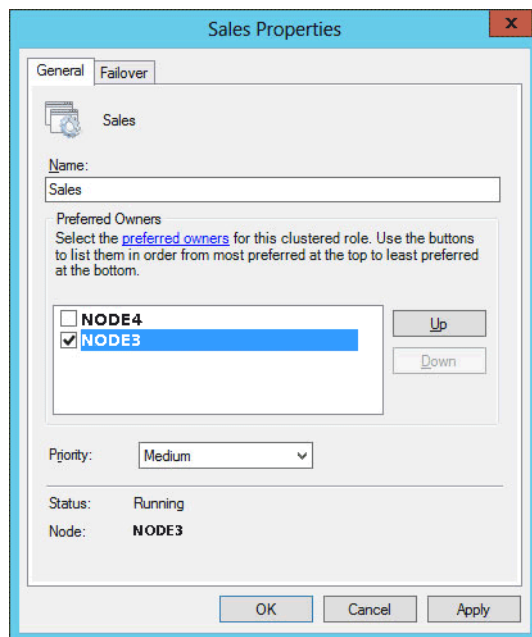 Sales Properties
x
General Failover
Sales
Name:
Sales
Preferred Owners
Select the preferred owners for this clustered role. Use the buttons
to list them in order from most preferred at the top to least preferred
at the bottom.
NODE4
NODE3
Up
Down
Priority: Medium
Status: Running
Node: NODE3
OK Cancel Apply